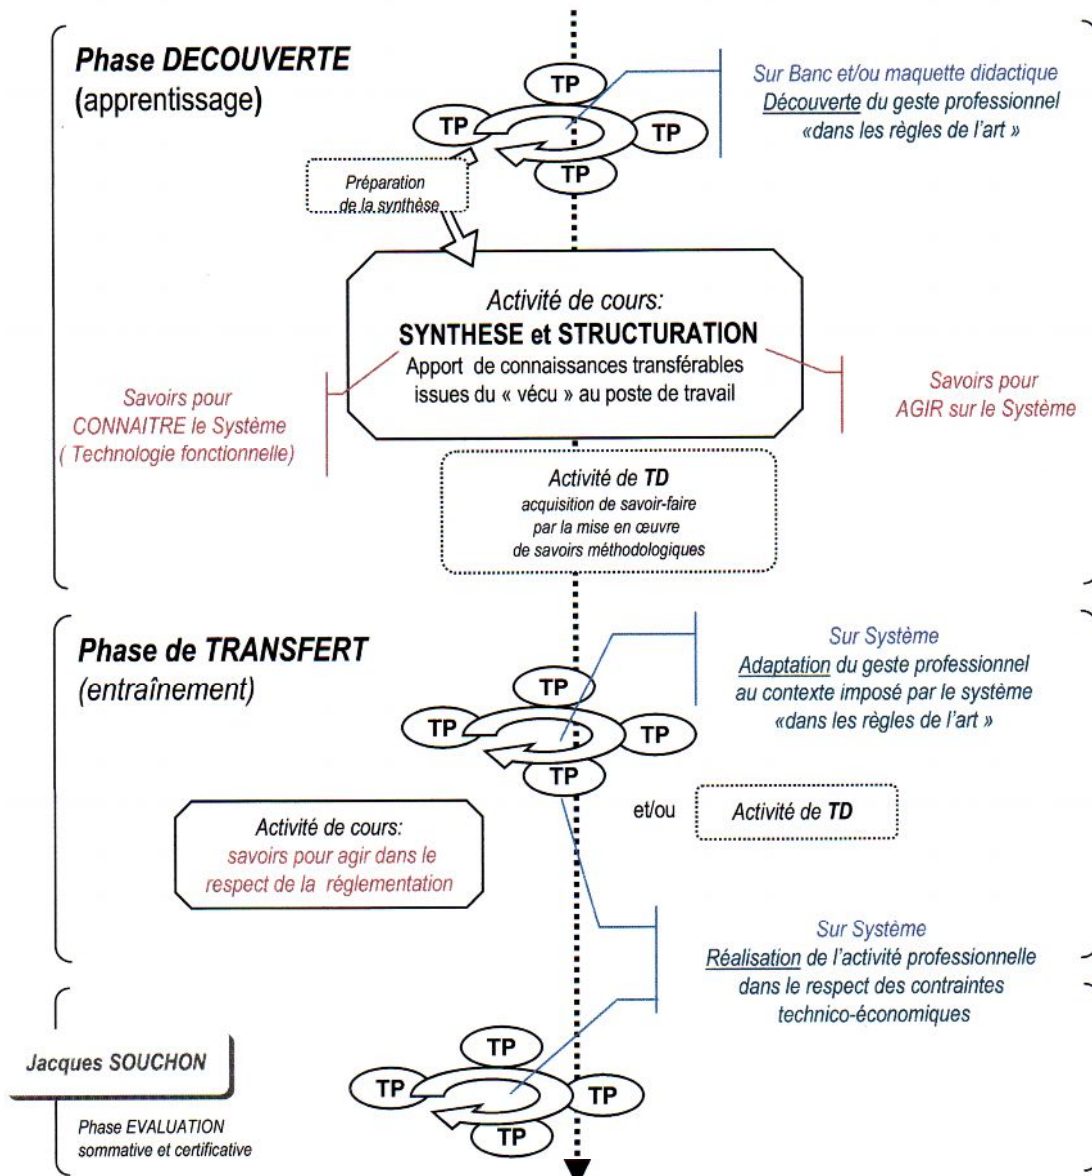 Phase DECOUVERTE
(apprentissage)
TP
TP
TP
TP
Sur Banc et/ou maquette didactique
Découverte du geste professionnel
«dans les règles de l'art »
Préparation
de la synthèse
Activité de cours:
SYNTHESE et STRUCTURATION
Apport de connaissances transférables
issues du « vécu » au poste de travail
Savoirs pour
CONNAITRE le Système
( Technologie fonctionnelle)
Savoirs pour
AGIR sur le Système
Activité de TD
acquisition de savoir-faire
par la mise en œuvre
de savoirs méthodologiques
Phase de TRANSFERT
(entraînement)
TP
TP
TP
TP
Sur Système
Adaptation du geste professionnel
au contexte imposé par le système
«dans les règles de l'art »
et/ou
Activité de TD
Activité de cours:
savoirs pour agir dans le
respect de la réglementation
Sur Système
Réalisation de l'activité professionnelle
dans le respect des contraintes
technico-économiques
Jacques SOUCHON
TP
TP
TP
TP
Phase EVALUATION
sommative et certificative